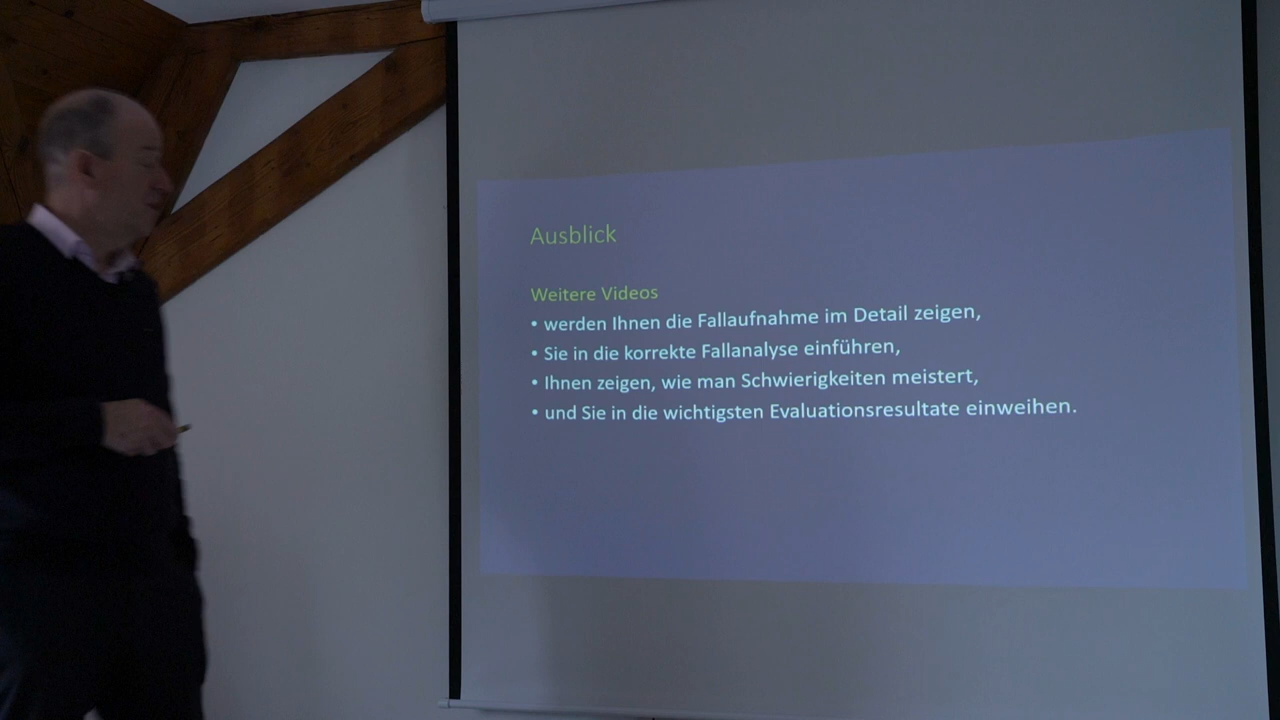 Ausblick
Weitere Videos
• werden Ihnen die Fallaufnahme im Detail zeigen,
• Sie in die korrekte Fallanalyse einführen,
• Ihnen zeigen, wie man Schwierigkeiten meistert,
• und Sie in die wichtigsten Evaluationsresultate einweihen.